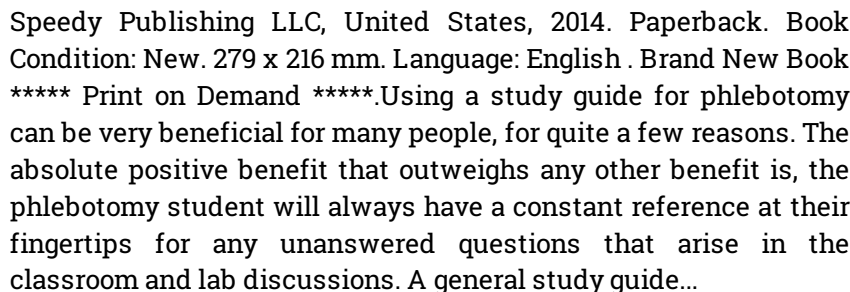 Speedy Publishing LLC, United States, 2014. Paperback. Book
Condition: New. 279 x 216 mm. Language: English . Brand New Book
***** Print on Demand *****.Using a study guide for phlebotomy
can be very beneficial for many people, for quite a few reasons. The
absolute positive benefit that outweighs any other benefit is, the
phlebotomy student will always have a constant reference at their
fingertips for any unanswered questions that arise in the
classroom and lab discussions. A general study guide...